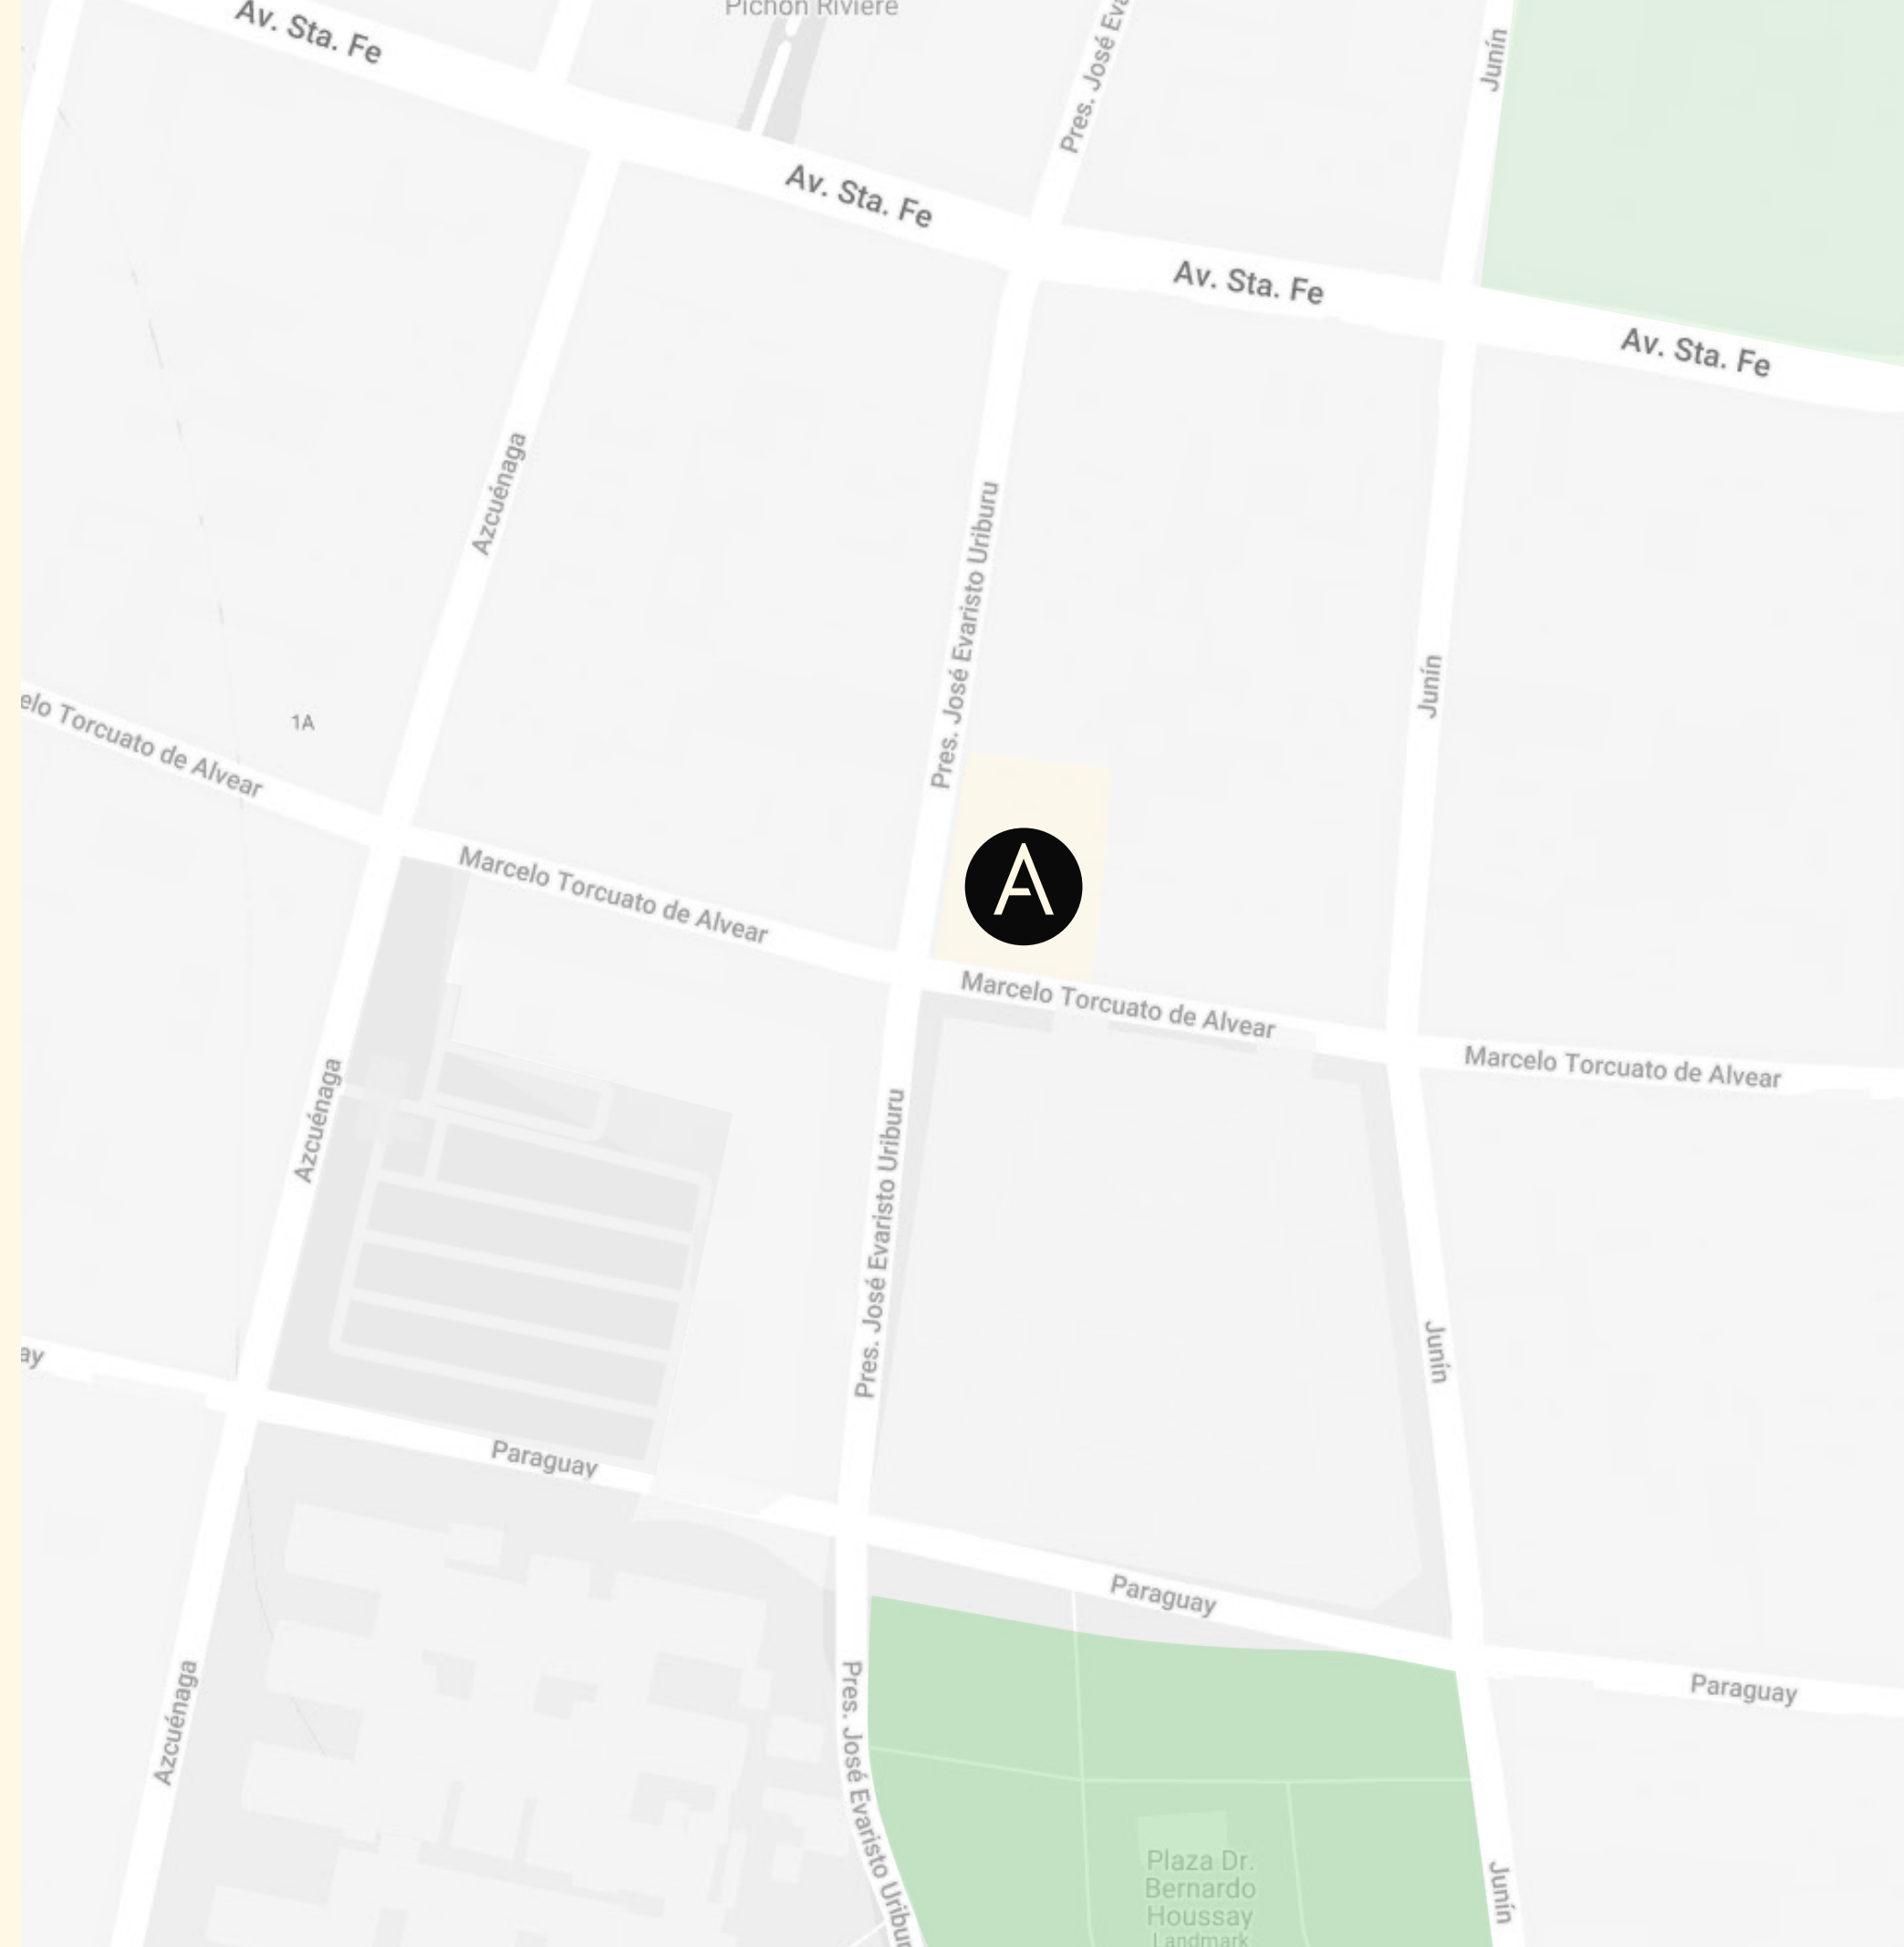 Pichon Rivière
Av. Sta. Fe
Pres. José Eva
Junín
Av. Sta. Fe
Av. Sta. Fe
Av. Sta. Fe
Azcuénaga
Pres. José Evaristo Uriburu
Junín
elo Torcuato de Alvear
1A
A
Marcelo Torcuato de Alvear
Marcelo Torcuato de Alvear
Marcelo Torcuato de Alvear
Azcuénaga
Pres. José Evaristo Uriburu
Junín
ay
Paraguay
Paraguay
Paraguay
Azcuénaga
Pres. José Evaristo Uribur
Plaza Dr.
Bernardo
Houssay
Landmark
Junín